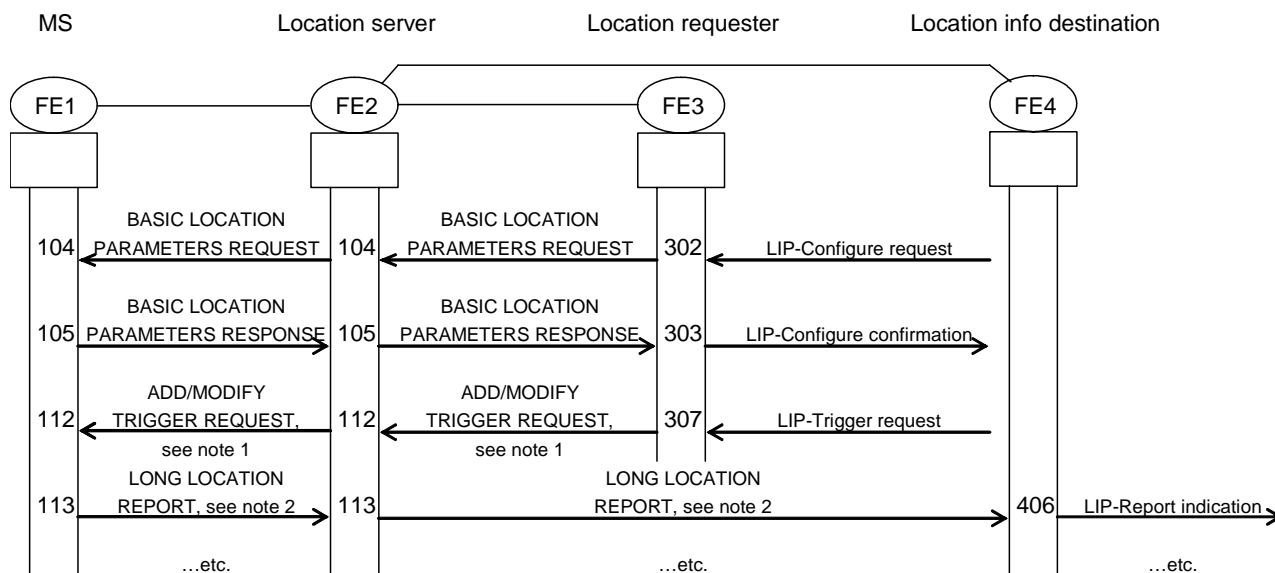 MS Location server Location requester Location info destination
FE1 FE2 FE3 FE4
BASIC LOCATION BASIC LOCATION
104 PARAMETERS REQUEST 104 PARAMETERS REQUEST 302 LIP-Configure request
BASIC LOCATION BASIC LOCATION
105 PARAMETERS RESPONSE 105 PARAMETERS RESPONSE 303 LIP-Configure confirmation
ADD/MODIFY ADD/MODIFY
112 TRIGGER REQUEST, 112 TRIGGER REQUEST, 307 LIP-Trigger request
see note 1 see note 1
LONG LOCATION LONG LOCATION
113 REPORT, see note 2 113 REPORT, see note 2 406 LIP-Report indication
…etc. …etc. …etc.